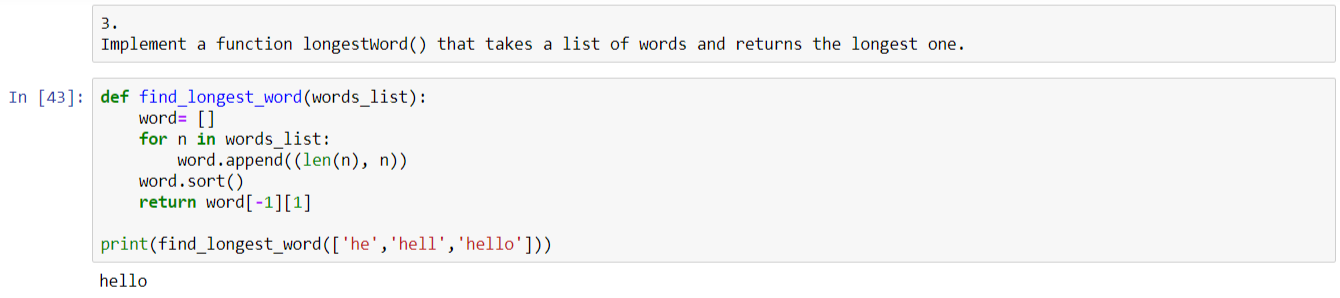 3.
Implement a function longestWord() that takes a list of words and returns the longest one.
In [43]: def find_longest_word(words_list):
    word= []
    for n in words_list:
        word.append((len(n), n))
    word.sort()
    return word[-1][1]

print(find_longest_word(['he','hell','hello']))
hello